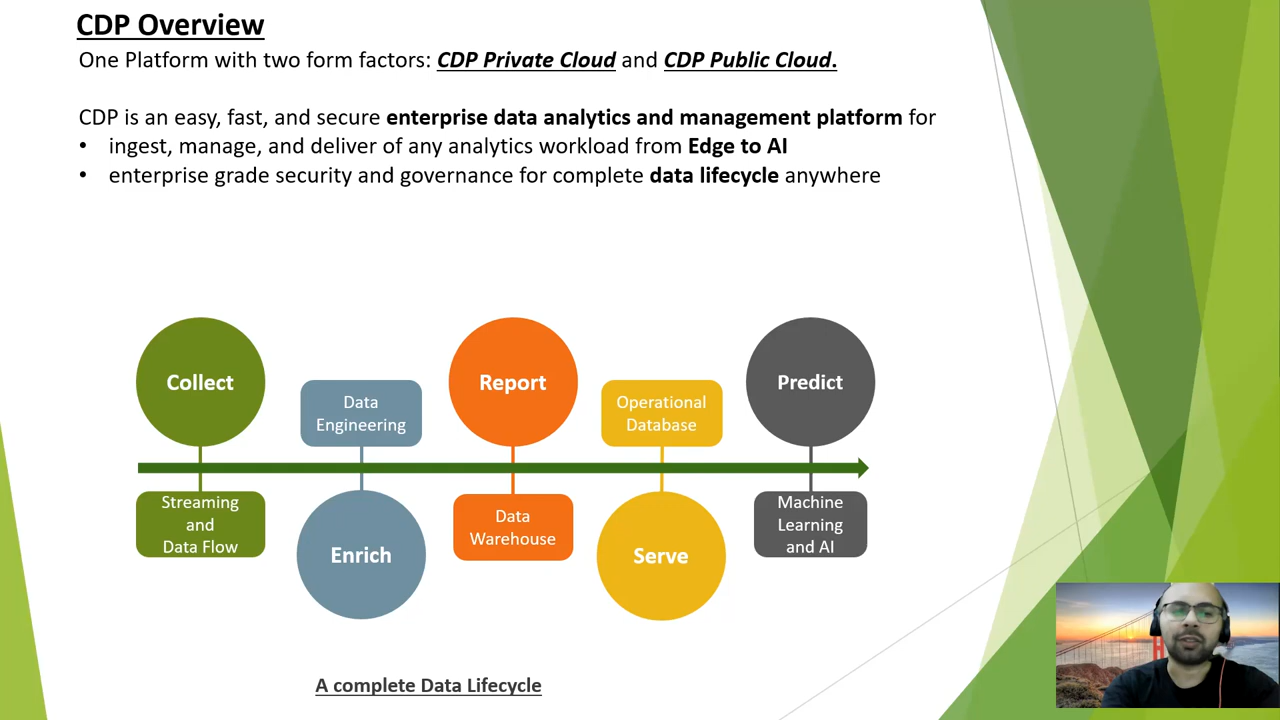 CDP Overview
One Platform with two form factors: CDP Private Cloud and CDP Public Cloud.
CDP is an easy, fast, and secure enterprise data analytics and management platform for
• ingest, manage, and deliver of any analytics workload from Edge to AI
• enterprise grade security and governance for complete data lifecycle anywhere
Collect
Streaming
and
Data Flow
Data
Engineering
Enrich
Report
Data
Warehouse
Operational
Database
Serve
Predict
Machine
Learning
and AI
A complete Data Lifecycle